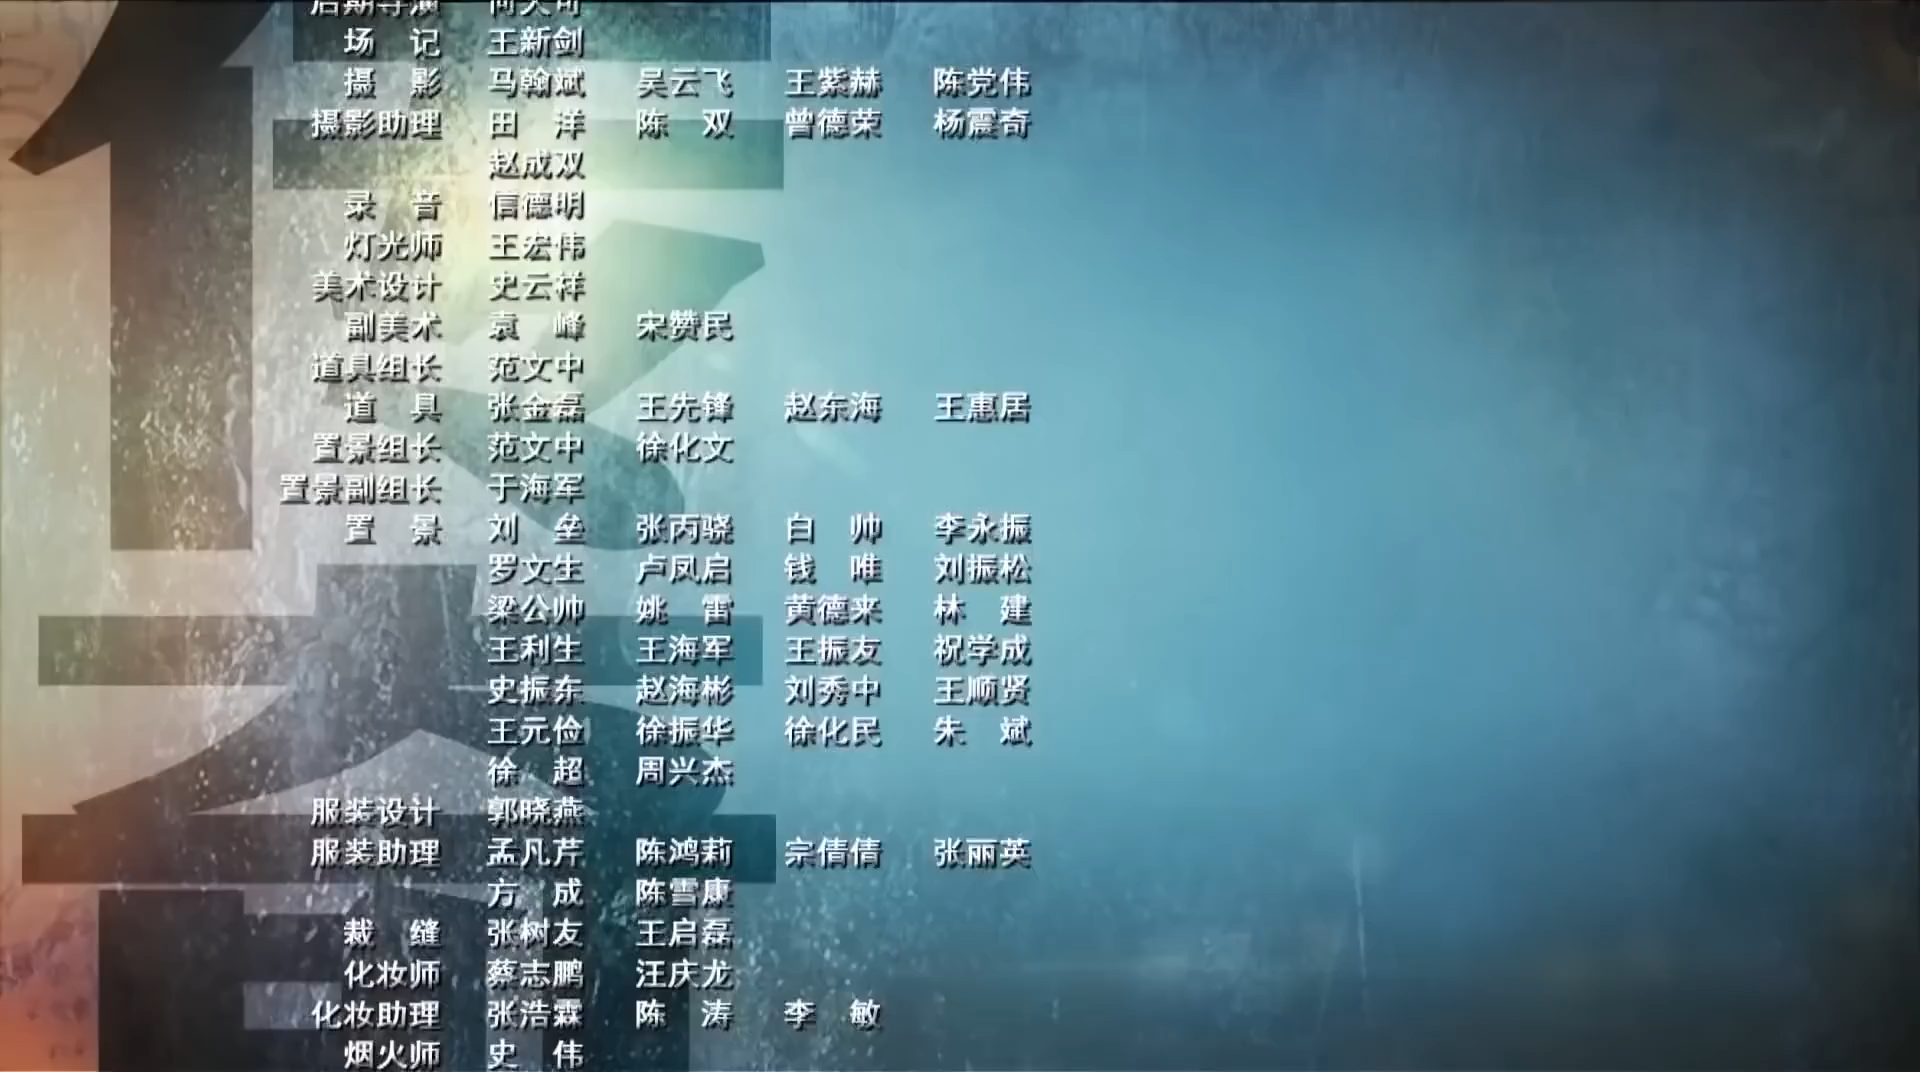 后期导演 何天奇
场 记 王新剑
摄 影 马翰斌 吴云飞 王紫赫 陈党伟
摄影助理 田 洋 陈 双 曾德荣 杨震奇
赵成双
录 音 信德明
灯光师 王宏伟
美术设计 史云祥
副美术 袁 峰 宋赞民
道具组长 范文中
道 具 张金磊 王先锋 赵东海 王惠居
置景组长 范文中 徐化文
置景副组长 于海军
置 景 刘 垒 张丙骁 白 帅 李永振
罗文生 卢凤启 钱 唯 刘振松
梁公帅 姚 雷 黄德来 林 建
王利生 王海军 王振友 祝学成
史振东 赵海彬 刘秀中 王顺贤
王元俭 徐振华 徐化民 朱 斌
徐 超 周兴杰
服装设计 郭晓燕
服装助理 孟凡芹 陈鸿莉 宗倩倩 张丽英
方 成 陈雪康
裁 缝 张树友 王启磊
化妆师 蔡志鹏 汪庆龙
化妆助理 张浩霖 陈 涛 李 敏
烟火师 史 伟